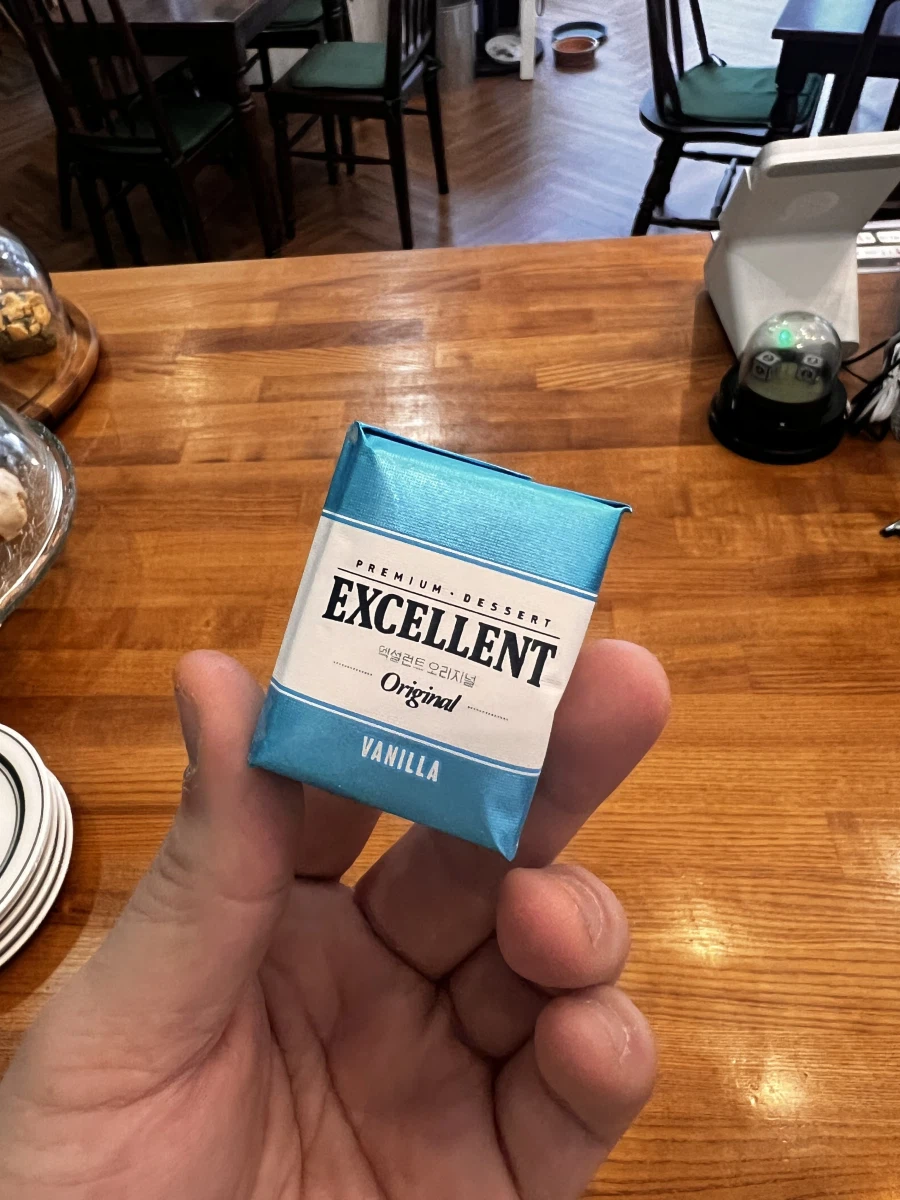 PREMIUM · DESSERT
EXCELLENT
엑설런트 오리지널
Original
VANILLA